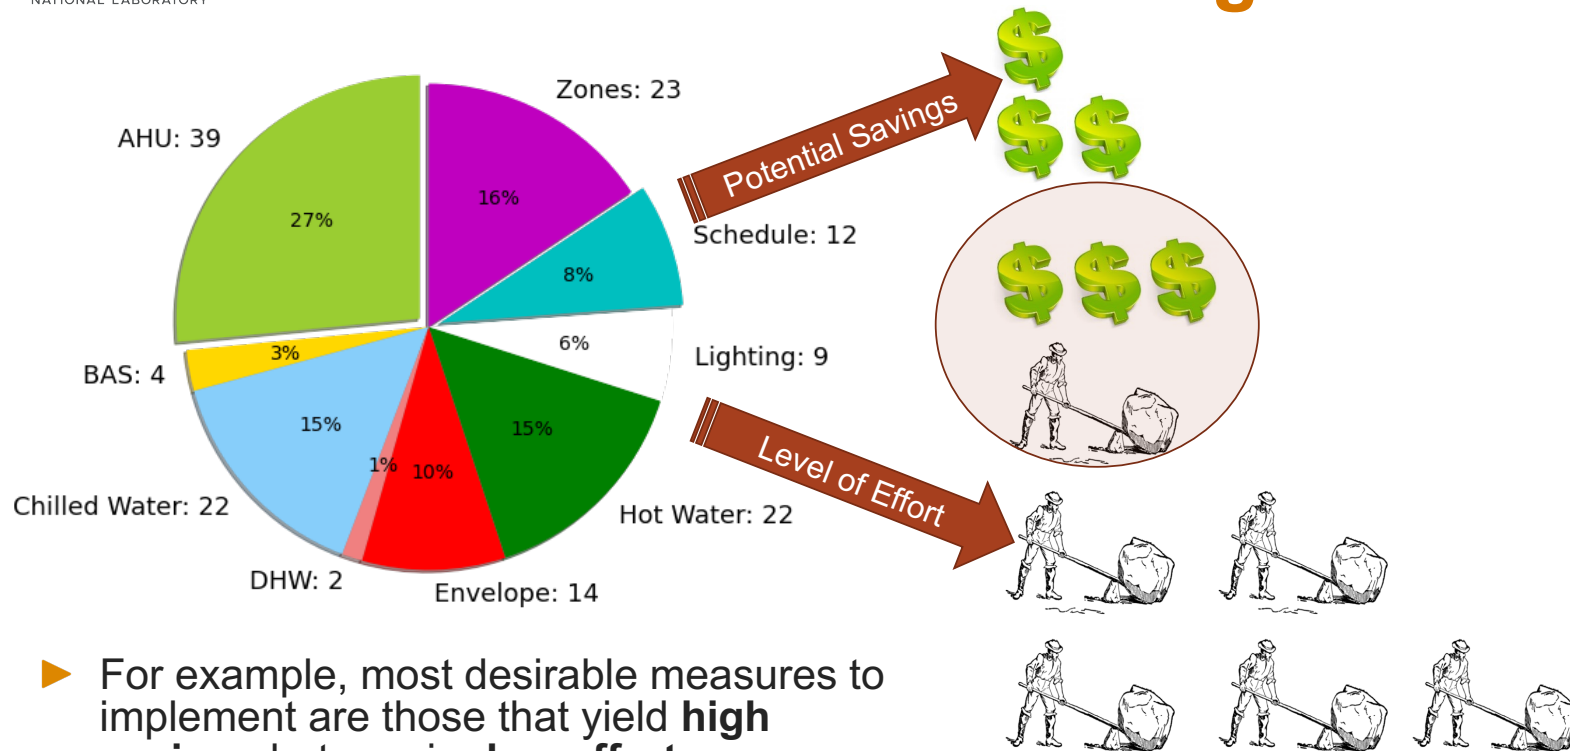 NATIONAL LABORATORY
Zones: 23
AHU: 39
16%
27%
Schedule: 12
8%
6%
Lighting: 9
3%
BAS: 4
15%
15%
1%
10%
Chilled Water: 22
Hot Water: 22
DHW: 2
Envelope: 14
Potential Savings
Level of Effort
For example, most desirable measures to
implement are those that yield high